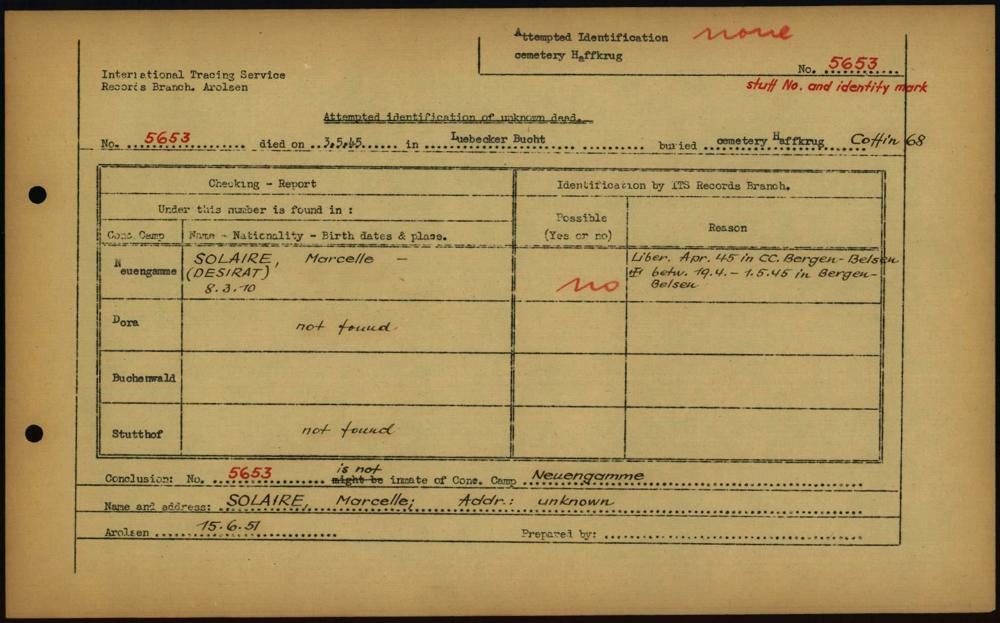 Attempted Identification none
cemetery Haffkrug
No. 5653
stuff No. and identify mark
International Tracing Service
Records Branch. Arolsen
Attempted identification of unknown dead.
No. 5653 died on 3.5.45 in Luebecker Bucht buried cemetery Haffkrug Coffin 68
Checking - Report
Identification by ITS Records Branch.
Under this number is found in :
Possible
(Yes or no)
Reason
Conc. Camp
Name - Nationality - Birth dates & place.
Neuengamme
SOLAIRE, Marcelle -
(DESIRAT)
8.3.10
no
Liber. Apr. 45 in CC. Bergen-Belsen
betw. 19.4. - 1.5.45 in Bergen-
Belsen
Dora
not found
Buchenwald
Stutthof
not found
Conclusion: No. 5653 is not might be inmate of Conc. Camp Neuengamme
Name and address: SOLAIRE, Marcelle; Addr.: unknown
Arolsen 15.6.51 Prepared by: